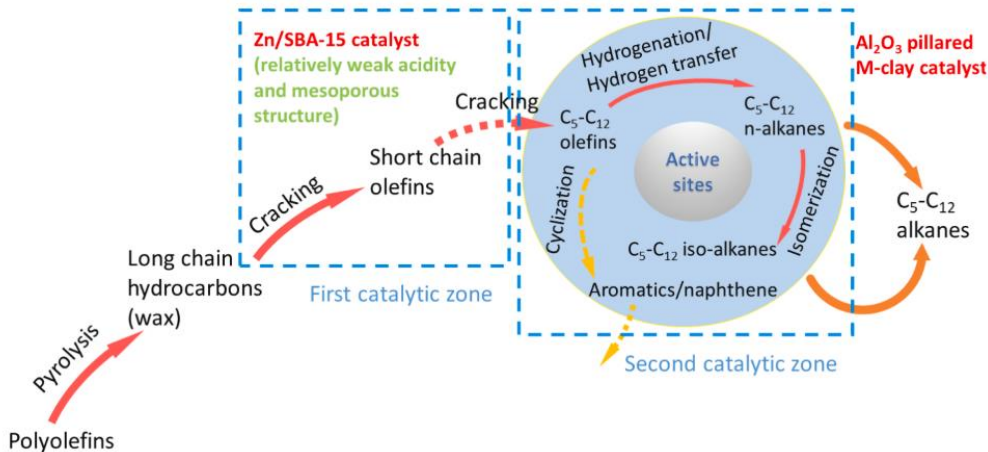 Zn/SBA-15 catalyst
(relatively weak acidity
and mesoporous
structure)
Hydrogenation/
Hydrogen transfer
Al₂O₃ pillared
M-clay catalyst
Cracking
C₅-C₁₂
olefins
C₅-C₁₂
n-alkanes
Short chain
olefins
Active
sites
Cracking
Cyclization
Isomerization
C₅-C₁₂
alkanes
Long chain
hydrocarbons
(wax)
C₅-C₁₂ iso-alkanes
First catalytic zone
Aromatics/naphthene
Pyrolysis
Second catalytic zone
Polyolefins